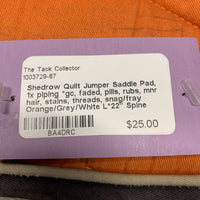 The Tack Collector
1003729-87
Shedrow Quilt Jumper Saddle Pad,
fx piping *gc, faded, pills, rubs, mnr
hair, stains, threads, snag/fray
Orange/Grey/White L*22" Spine
$25.00
BA4DRC